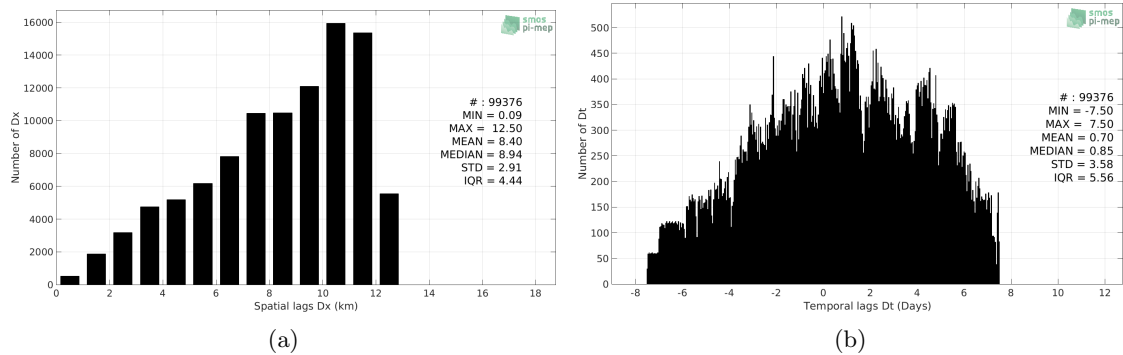 16000
14000
12000
10000
8000
6000
4000
2000
0
Number of Dx
0 2 4 6 8 10 12 14 16 18
Spatial lags Dx (km)
smos
pi-mep
# : 99376
MIN = 0.09
MAX = 12.50
MEAN = 8.40
MEDIAN = 8.94
STD = 2.91
IQR = 4.44
(a)
500
450
400
350
300
250
200
150
100
50
0
Number of Dt
-8 -6 -4 -2 0 2 4 6 8 10 12
Temporal lags Dt (Days)
smos
pi-mep
# : 99376
MIN = -7.50
MAX = 7.50
MEAN = 0.70
MEDIAN = 0.85
STD = 3.58
IQR = 5.56
(b)